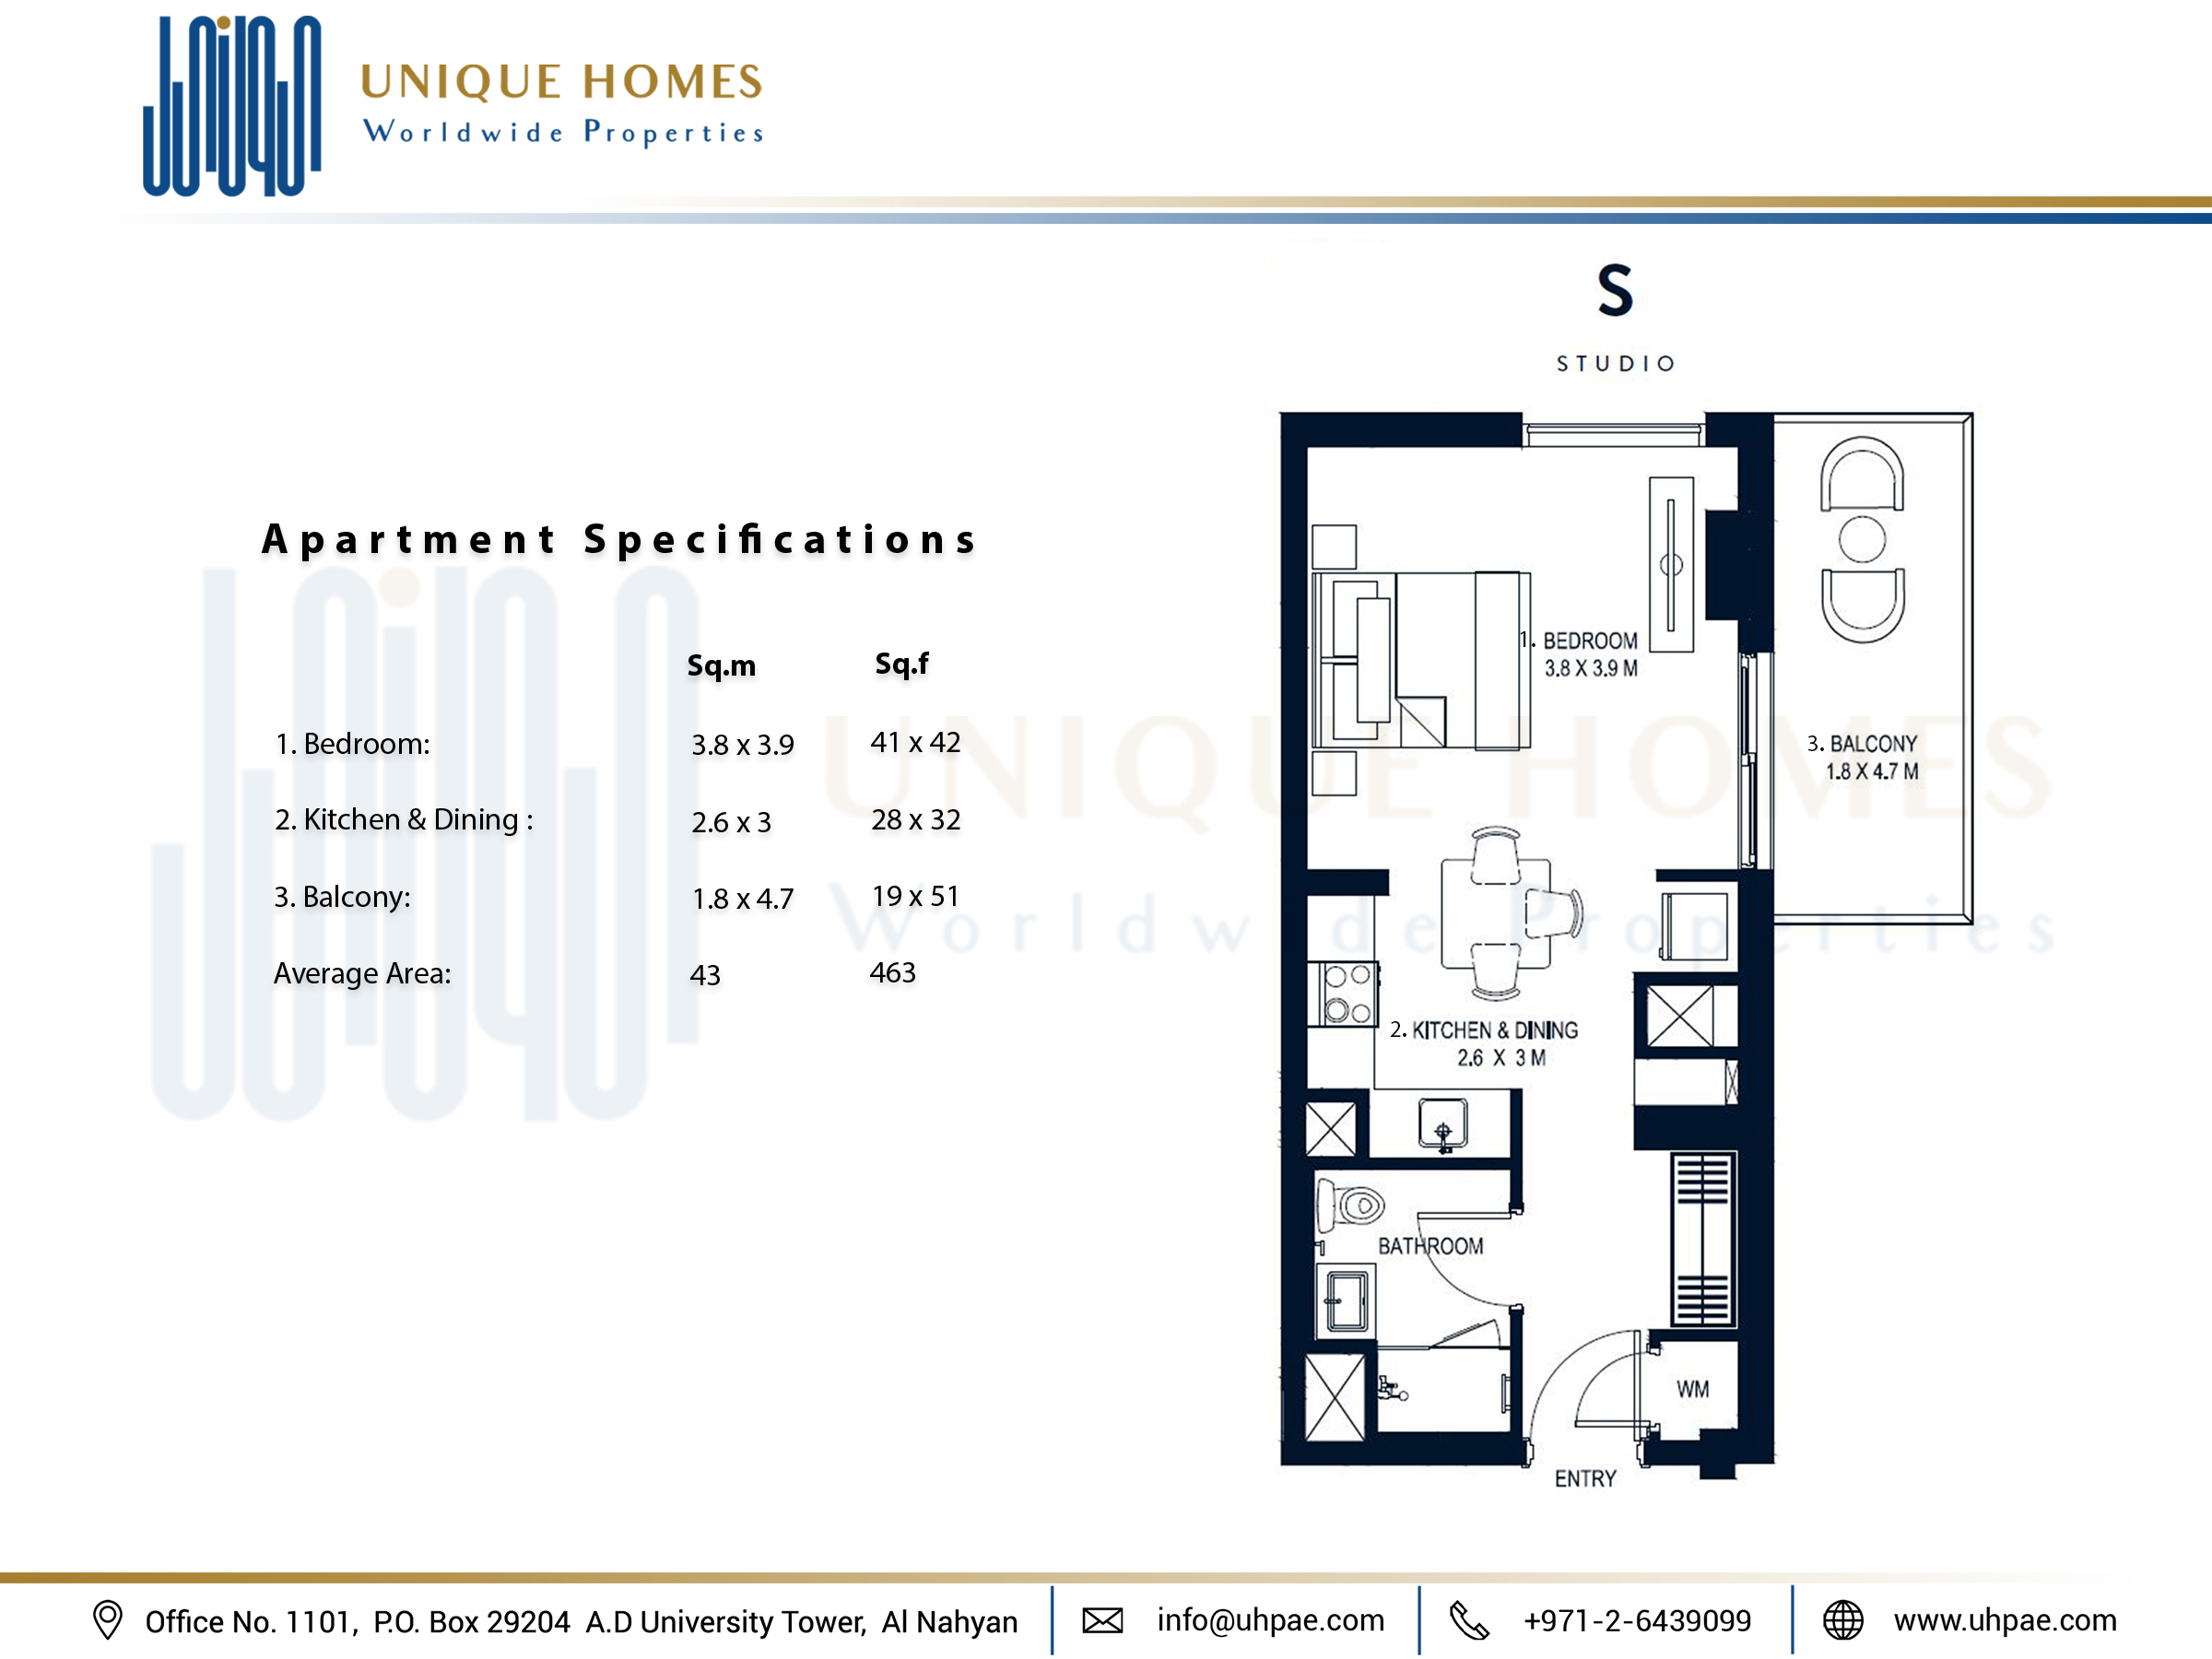 UNIQUE HOMES
Worldwide Properties
S
STUDIO
Apartment Specifications
Sq.m Sq.f
1. Bedroom: 3.8 x 3.9 41 x 42
2. Kitchen & Dining : 2.6 x 3 28 x 32
3. Balcony: 1.8 x 4.7 19 x 51
Average Area: 43 463
1. BEDROOM
3.8 X 3.9 M
3. BALCONY
1.8 X 4.7 M
2. KITCHEN & DINING
2.6 X 3 M
BATHROOM
WM
ENTRY
UNIQUE HOMES
Worldwide Properties
Office No. 1101, P.O. Box 29204 A.D University Tower, Al Nahyan
info@uhpae.com
+971-2-6439099
www.uhpae.com